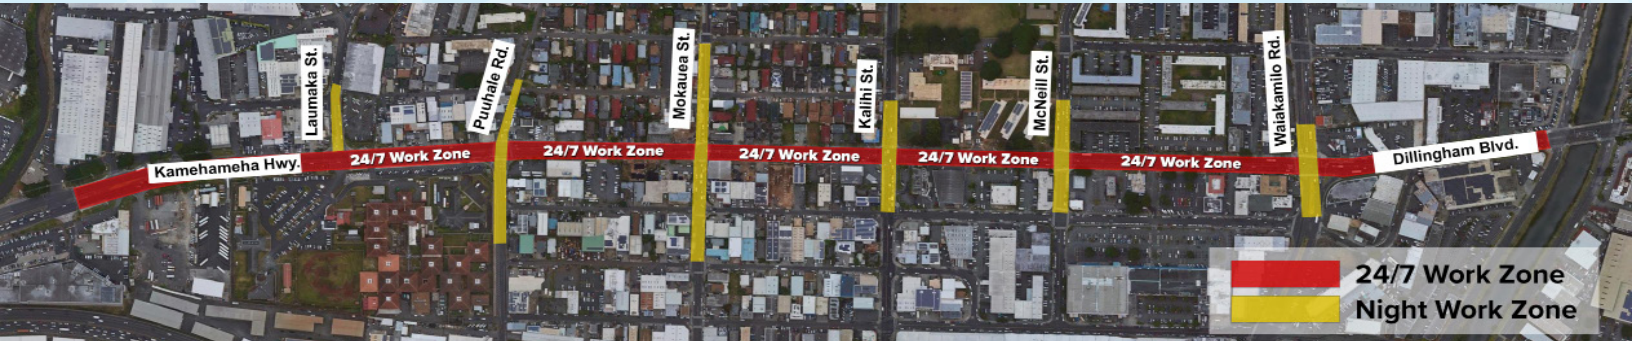 Laumaka St.
Puuhale Rd.
Mokauea St.
Kalihi St.
McNeill St.
Waiakamilo Rd.
Kamehameha Hwy.
24/7 Work Zone
24/7 Work Zone
24/7 Work Zone
24/7 Work Zone
24/7 Work Zone
Dillingham Blvd.
24/7 Work Zone
Night Work Zone